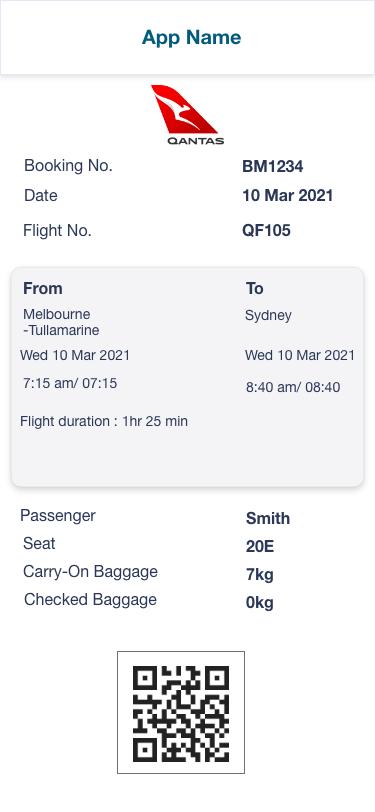 App Name
QANTAS
Booking No. BM1234
Date 10 Mar 2021
Flight No. QF105
From To
Melbourne Sydney
-Tullamarine
Wed 10 Mar 2021 Wed 10 Mar 2021
7:15 am/ 07:15 8:40 am/ 08:40
Flight duration : 1hr 25 min
Passenger Smith
Seat 20E
Carry-On Baggage 7kg
Checked Baggage 0kg